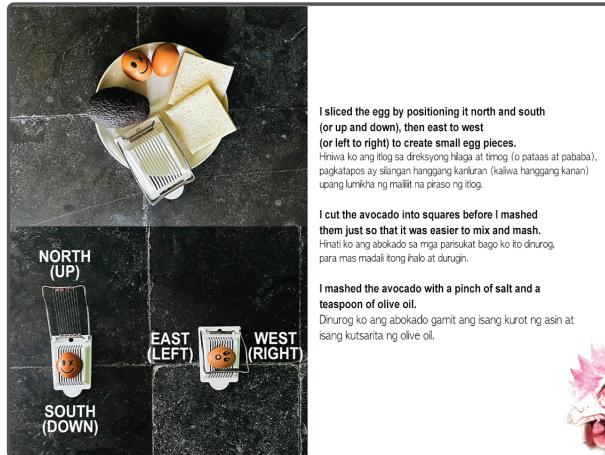 I sliced the egg by positioning it north and south
(or up and down), then east to west
(or left to right) to create small egg pieces.
Hiniwa ko ang itlog sa direksyong hilaga at timog (o pataas at pababa),
pagkatapos ay silangan hanggang kanluran (kaliwa hanggang kanan)
upang lumikha ng maliliit na piraso ng itlog.
I cut the avocado into squares before I mashed
them just so that it was easier to mix and mash.
Hinati ko ang abokado sa mga parisukat bago ko ito dinurog,
para mas madali itong ihalo at durugin.
I mashed the avocado with a pinch of salt and a
teaspoon of olive oil.
Dinurog ko ang abokado gamit ang isang kurot ng asin at
isang kutsarita ng olive oil.
NORTH
(UP)
EAST
(LEFT)
WEST
(RIGHT)
SOUTH
(DOWN)